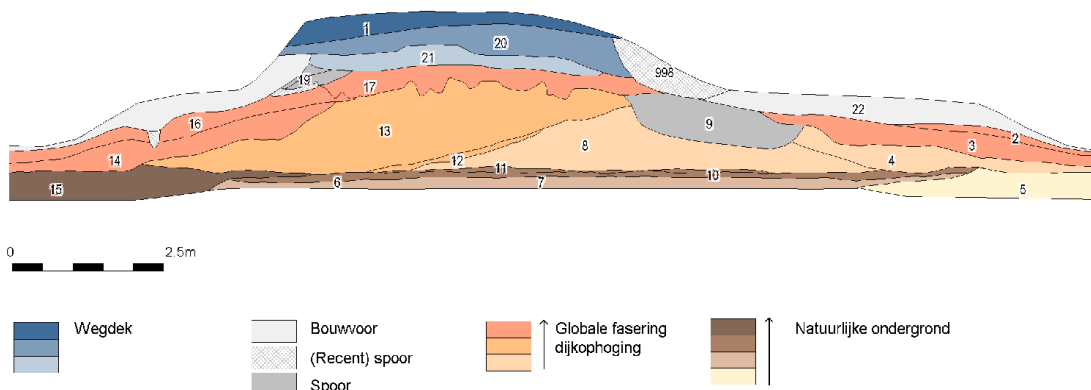 1
20
21
998
19
17
22
16
9
2
13
3
8
14
12
4
11
10
6
7
15
5
0 2.5m
Wegdek
Bouwvoor
(Recent) spoor
Spoor
Globale fasering
dijkophoging
Natuurlijke ondergrond